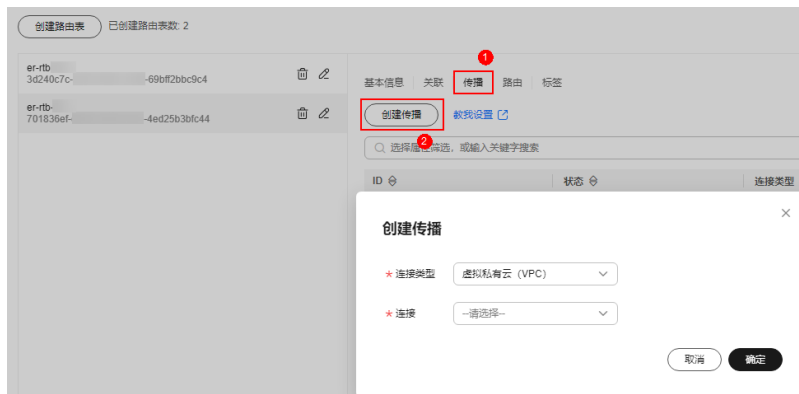 创建路由表 已创建路由表数: 2
er-rtb
3d240c7c- -69bff2bbc9c4
er-rtb-
701836ef- -4ed25b3bfc44
1
基本信息 关联 传播 路由 标签
创建传播 教我设置
2
选择属性筛选，或输入关键字搜索
ID 状态 连接类型
创建传播
* 连接类型 虚拟私有云（VPC）
* 连接 --请选择--
取消 确定